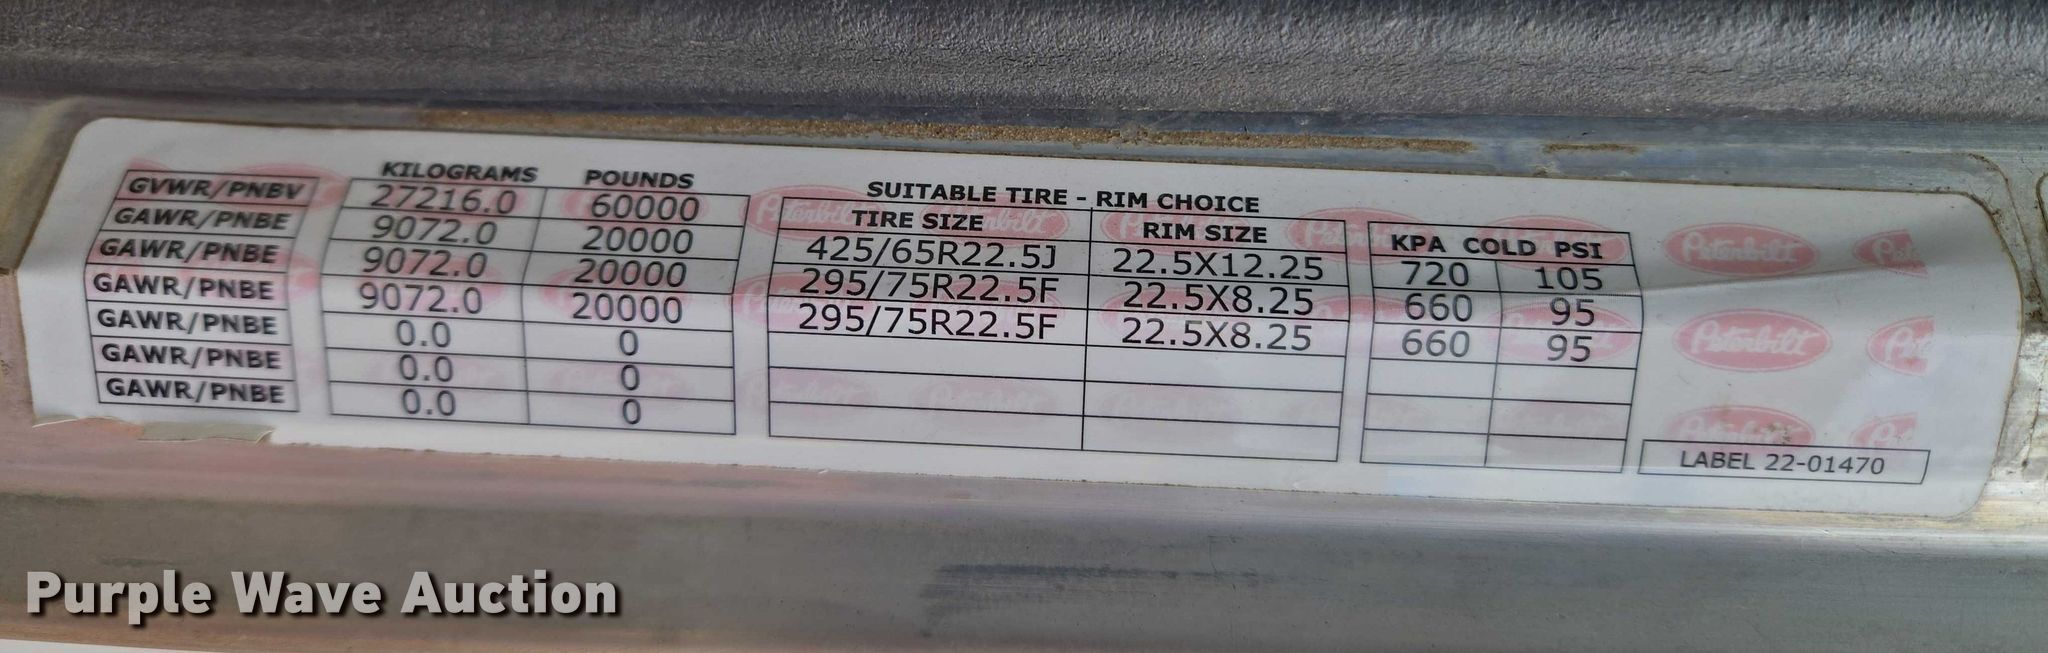 KILOGRAMS POUNDS
GVWR/PNBV 27216.0 60000
GAWR/PNBE 9072.0 20000
GAWR/PNBE 9072.0 20000
GAWR/PNBE 9072.0 20000
GAWR/PNBE 0.0 0
GAWR/PNBE 0.0 0
GAWR/PNBE 0.0 0
SUITABLE TIRE - RIM CHOICE
TIRE SIZE RIM SIZE KPA COLD PSI
425/65R22.5J 22.5X12.25 720 105
295/75R22.5F 22.5X8.25 660 95
295/75R22.5F 22.5X8.25 660 95
Peterbilt
Peterbilt
LABEL 22-01470
Purple Wave Auction